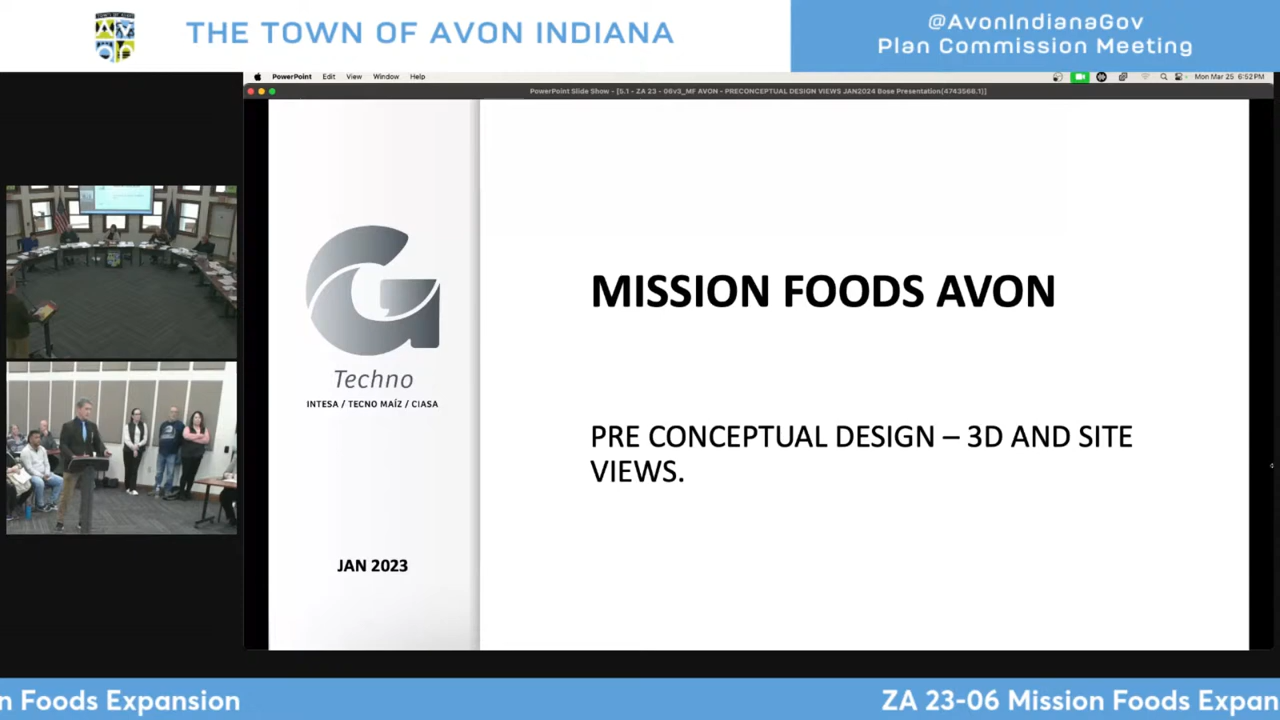 THE TOWN OF AVON INDIANA
@AvonIndianaGov
Plan Commission Meeting
AVON
PowerPoint Edit View Window Help
Mon Mar 25 6:52PM
PowerPoint Slide Show - [5.1 - ZA 23 - 06v3_MF AVON - PRECONCEPTUAL DESIGN VIEWS JAN2024 Bose Presentation(4743568.1)]
G
Techno
INTESA / TECNO MAÍZ / CIASA
JAN 2023
MISSION FOODS AVON
PRE CONCEPTUAL DESIGN – 3D AND SITE
VIEWS.
n Foods Expansion
ZA 23-06 Mission Foods Expan